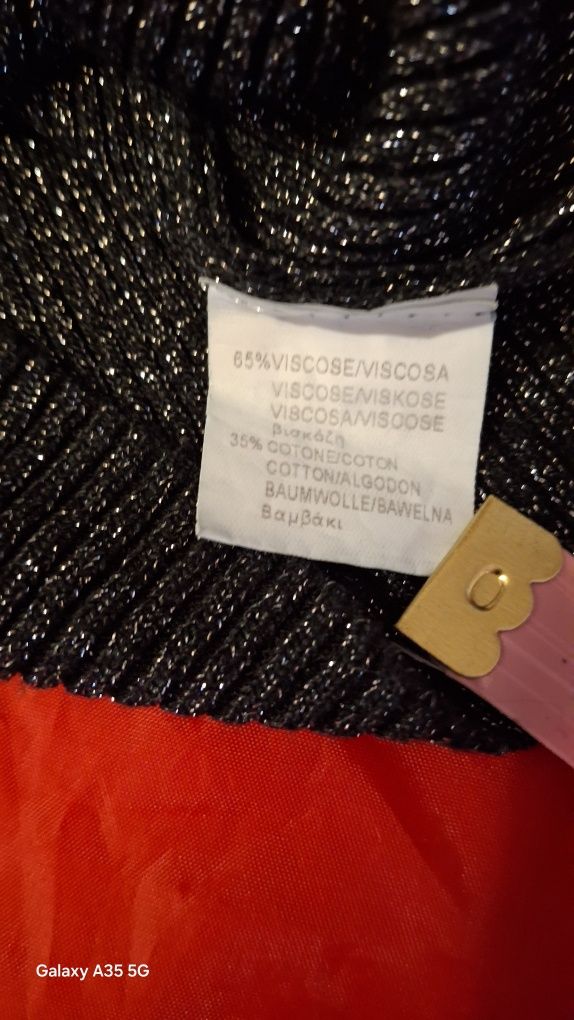 65%VISCOSE/VISCOSA
VISCOSE/VISKOSE
VISCOSA/VISCOSE
βισκόζη
35% COTONE/COTON
COTTON/ALGODON
BAUMWOLLE/BAWELNA
Βαμβάκι
0
Galaxy A35 5G